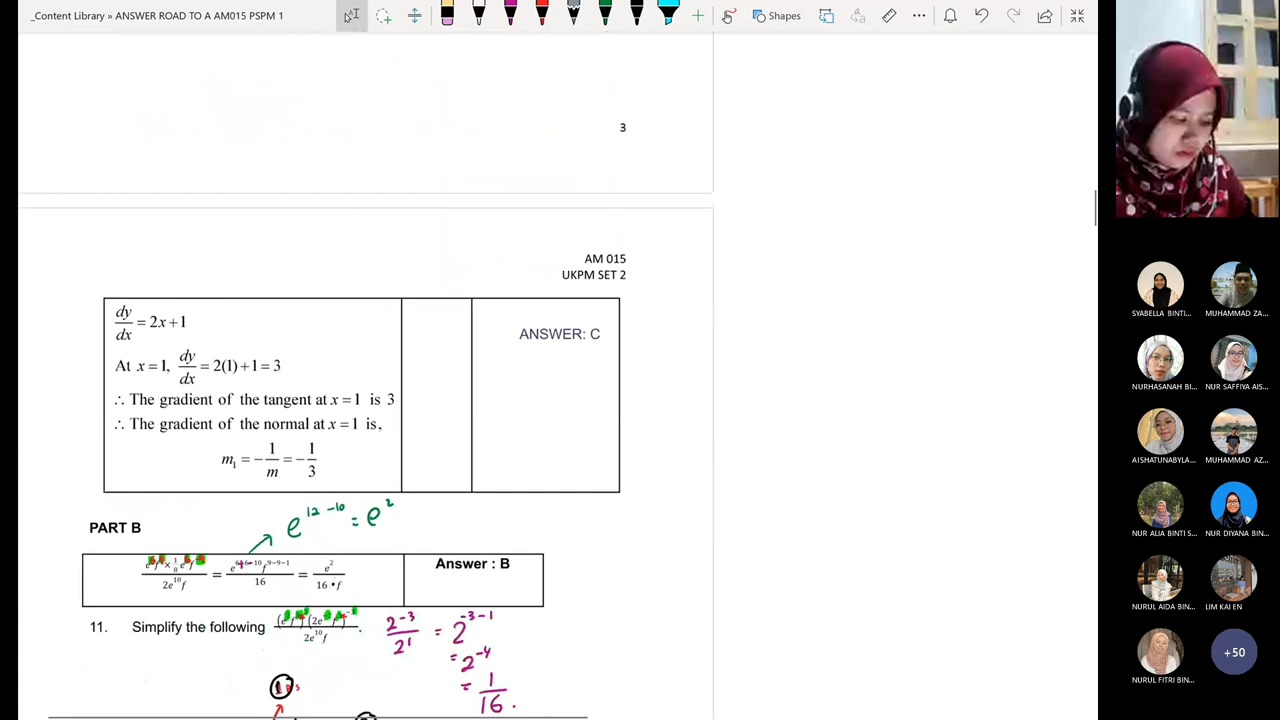 _Content Library » ANSWER ROAD TO A AM015 PSPM 1
Shapes
3
AM 015
UKPM SET 2
dy/dx = 2x+1
At x=1, dy/dx = 2(1)+1=3
∴ The gradient of the tangent at x=1 is 3
∴ The gradient of the normal at x=1 is,
m₁ = -1/m = -1/3
ANSWER: C
e^(12-10) = e^2
PART B
= e^2/(16•f)
Answer : B
11. Simplify the following
2^-3/2^1 = 2^(-3-1)
= 2^-4
= 1/16.
SYABELLA BINTI...
MUHAMMAD ZA...
NURHASANAH BI...
NUR SAFFIYA AIS...
AISHATUNABYLA...
MUHAMMAD AZ...
NUR ALIA BINTI S...
NUR DIYANA BIN...
NURUL AIDA BIN...
LIM KAI EN
NURUL FITRI BIN...
+50